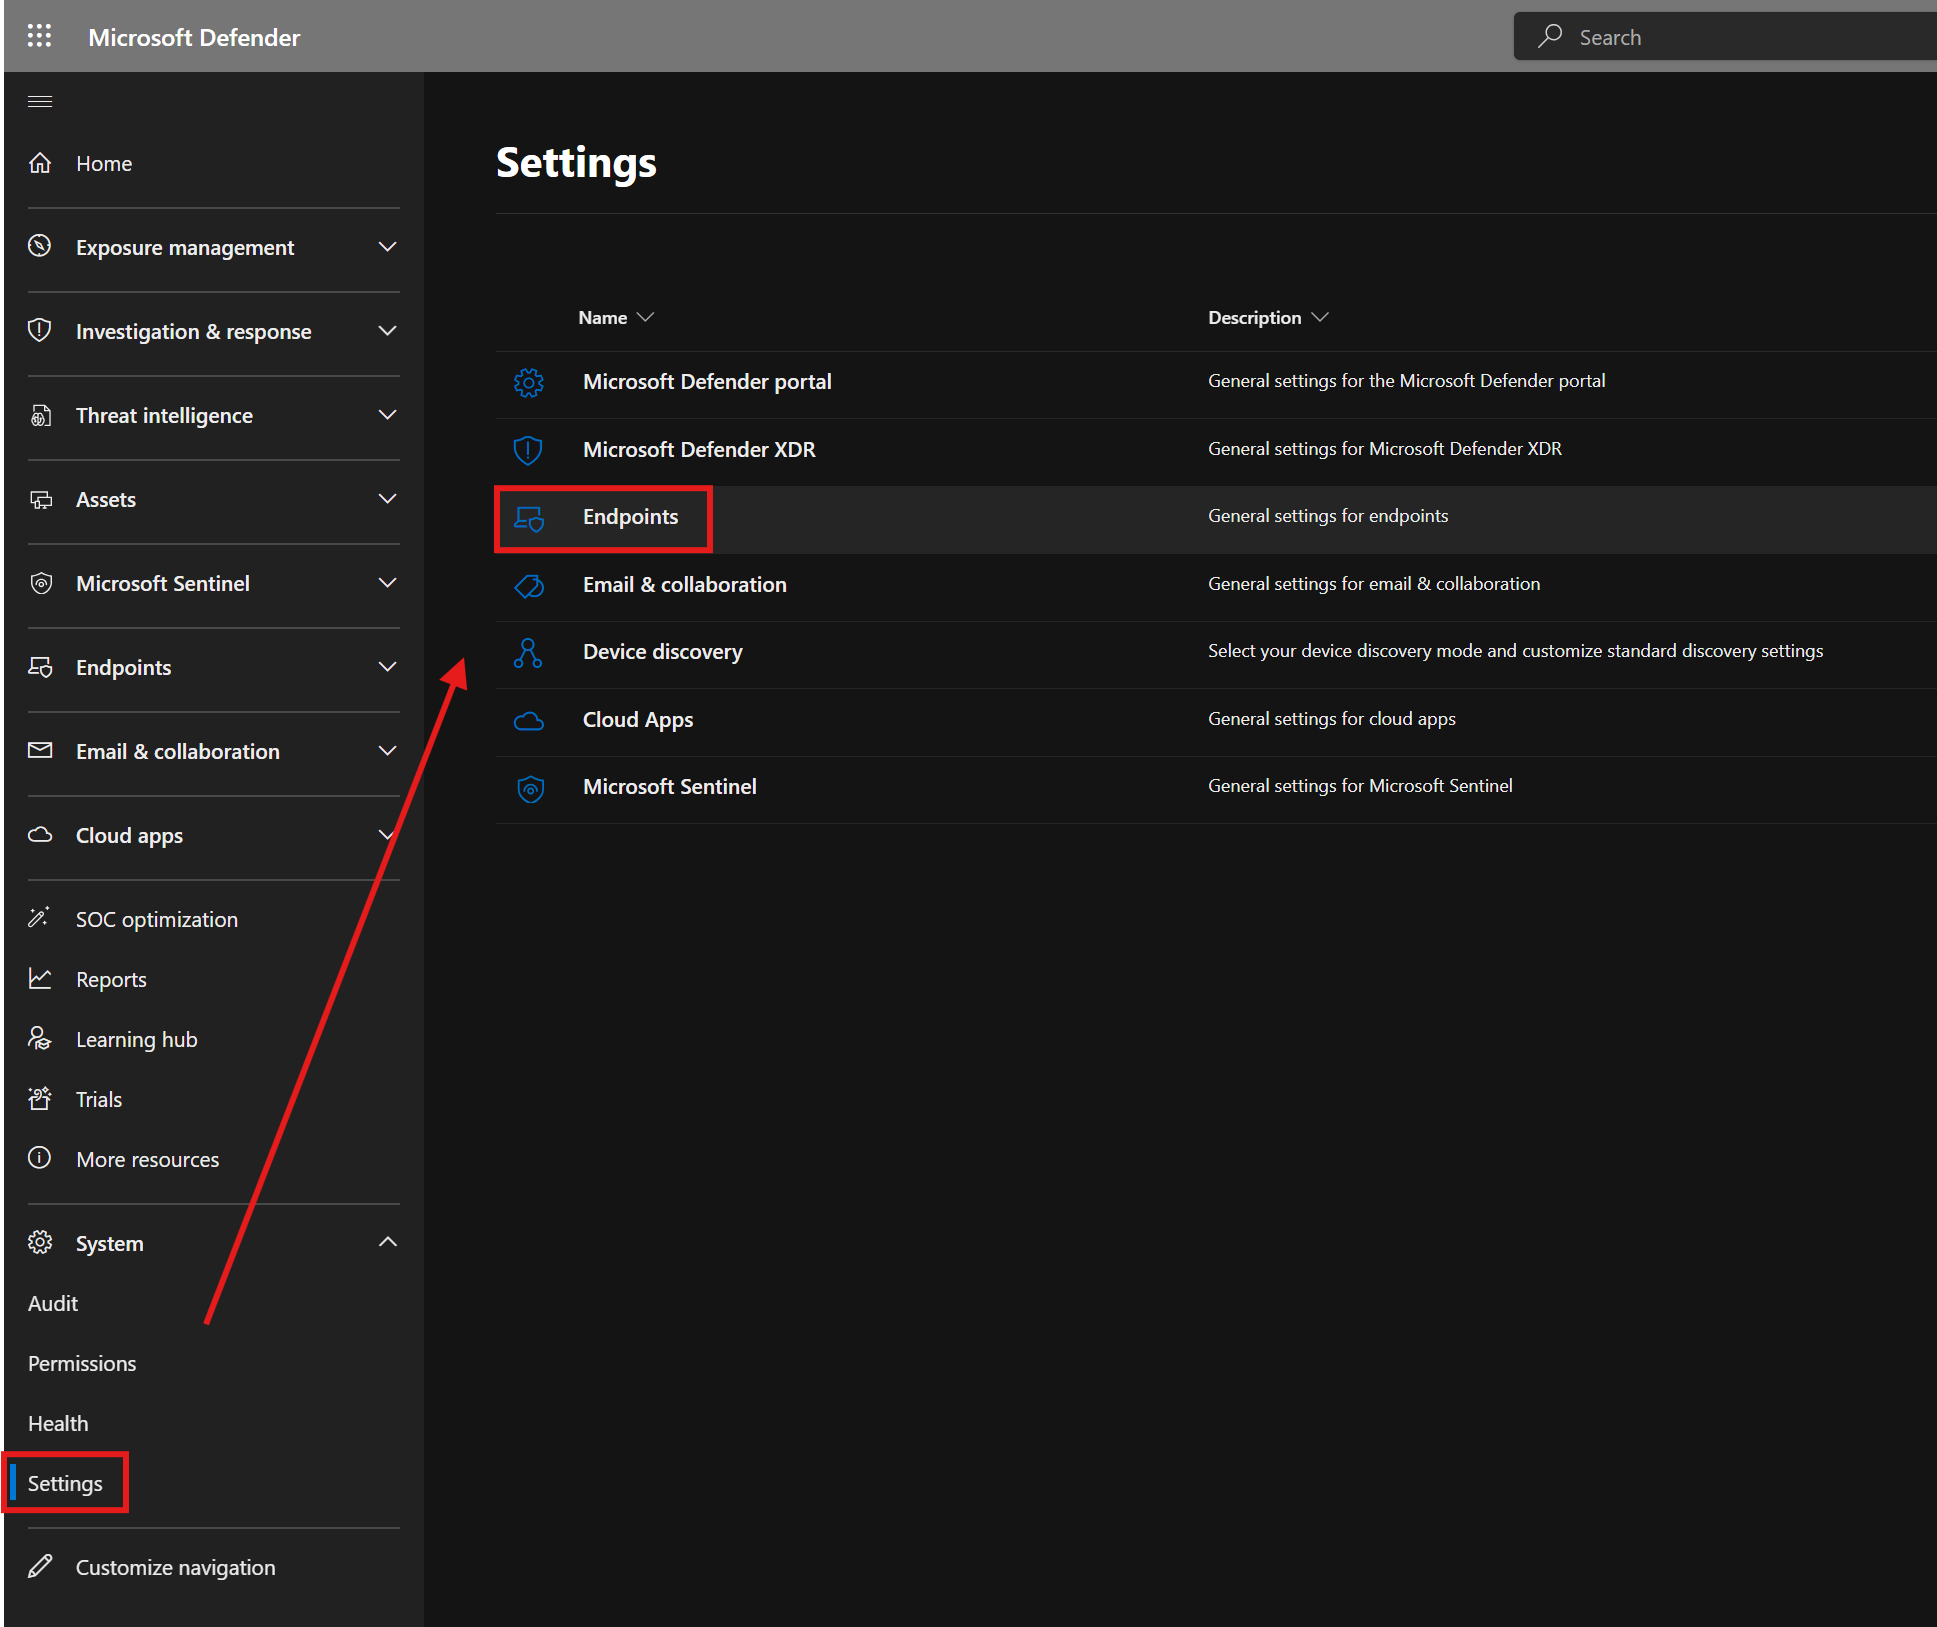 Microsoft Defender
Search
Home
Exposure management
Investigation & response
Threat intelligence
Assets
Microsoft Sentinel
Endpoints
Email & collaboration
Cloud apps
SOC optimization
Reports
Learning hub
Trials
More resources
System
Audit
Permissions
Health
Settings
Customize navigation
Settings
Name Description
Microsoft Defender portal General settings for the Microsoft Defender portal
Microsoft Defender XDR General settings for Microsoft Defender XDR
Endpoints General settings for endpoints
Email & collaboration General settings for email & collaboration
Device discovery Select your device discovery mode and customize standard discovery settings
Cloud Apps General settings for cloud apps
Microsoft Sentinel General settings for Microsoft Sentinel